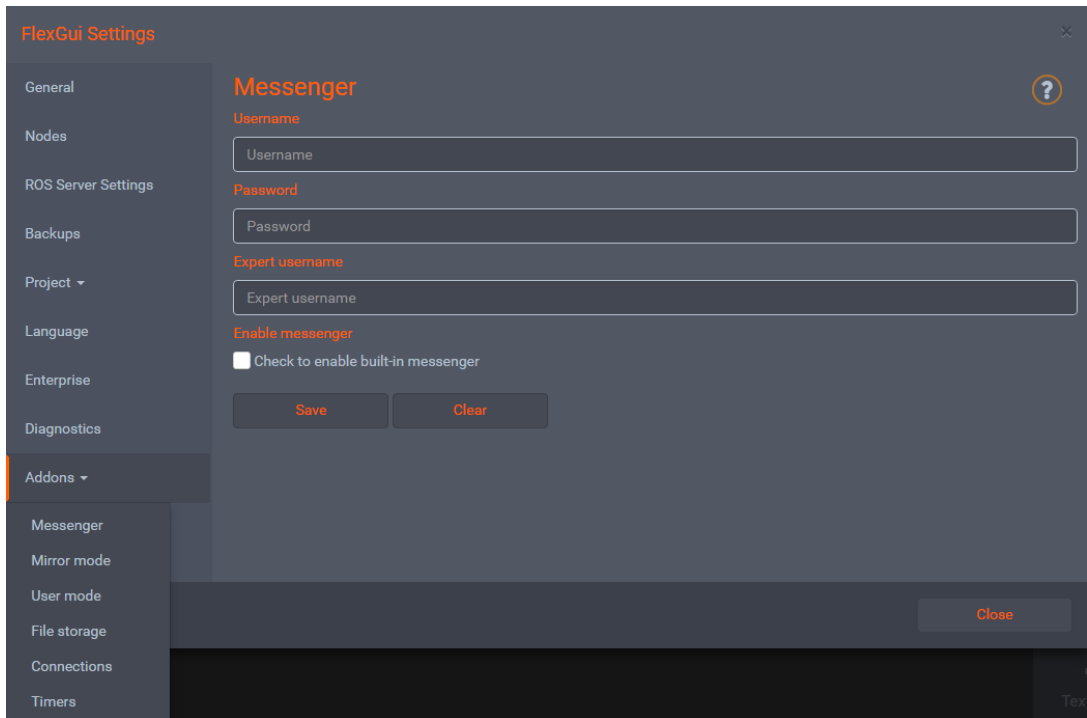 FlexGui Settings
×
General
Nodes
ROS Server Settings
Backups
Project
Language
Enterprise
Diagnostics
Addons
Messenger
Mirror mode
User mode
File storage
Connections
Timers
Messenger
?
Username
Username
Password
Password
Expert username
Expert username
Enable messenger
Check to enable built-in messenger
Save Clear
Close
Tex